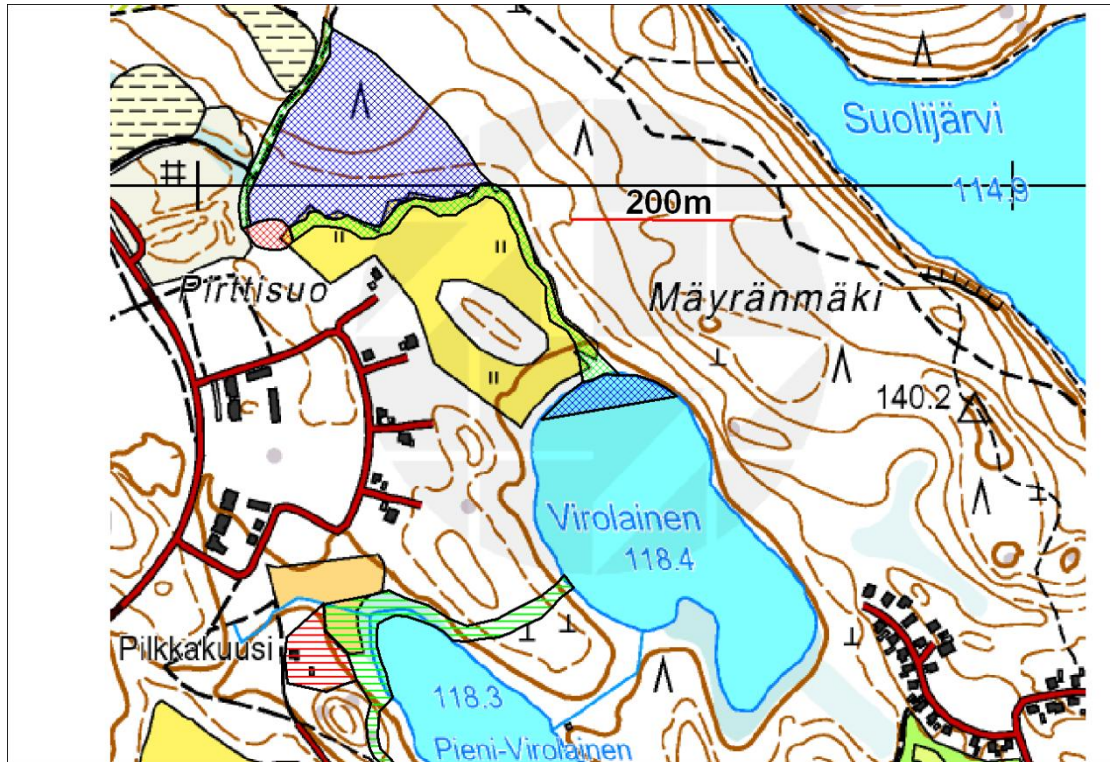 Suolijärvi
114.9
200m
Pirttisuo
Mäyränmäki
140.2
Virolainen
118.4
Pilkkakuusi
118.3
Pieni-Virolainen